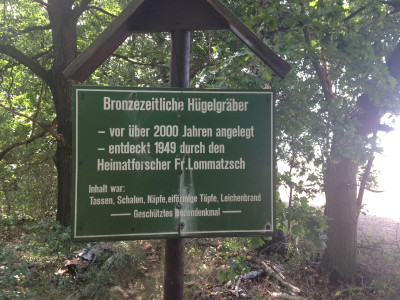 Bronzezeitliche Hügelgräber
– vor über 2000 Jahren angelegt
– entdeckt 1949 durch den
Heimatforscher Fr. Lommatzsch
Inhalt war:
Tassen, Schalen, Näpfe, eiförmige Töpfe, Leichenbrand
— Geschütztes Bodendenkmal —